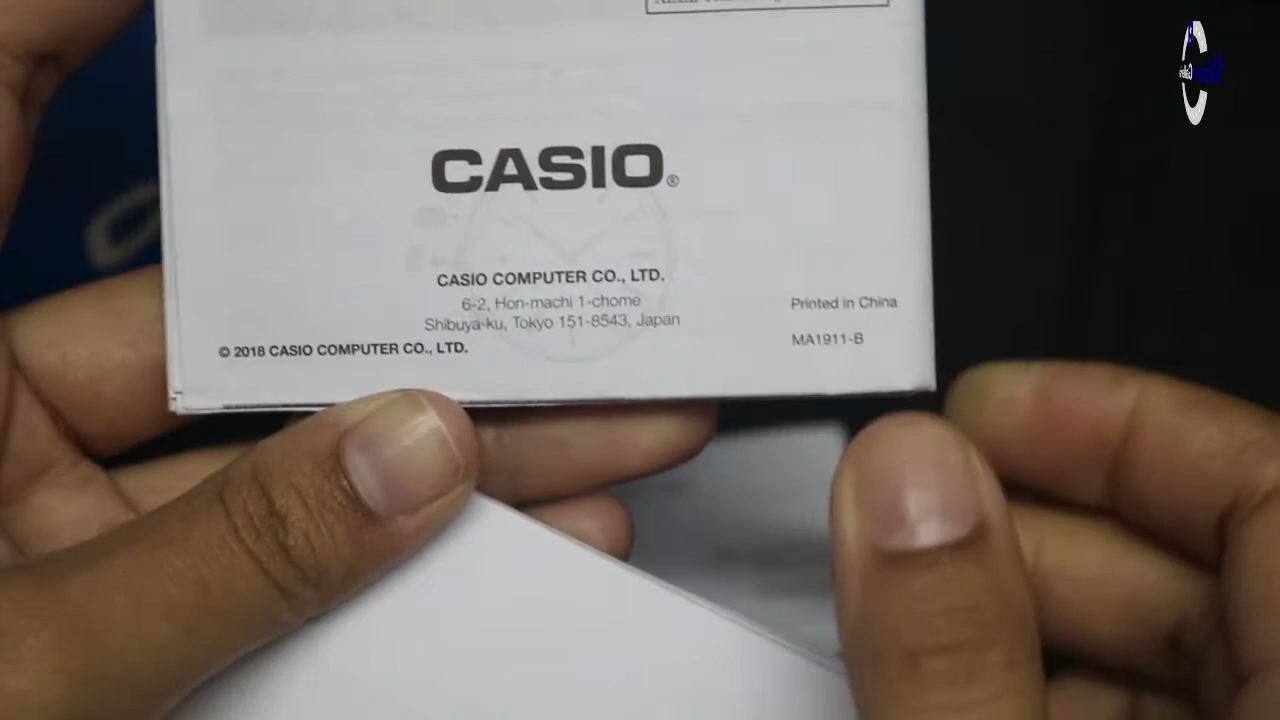 CASIO®
CASIO COMPUTER CO., LTD.
6-2, Hon-machi 1-chome
Shibuya-ku, Tokyo 151-8543, Japan
© 2018 CASIO COMPUTER CO., LTD.
Printed in China
MA1911-B